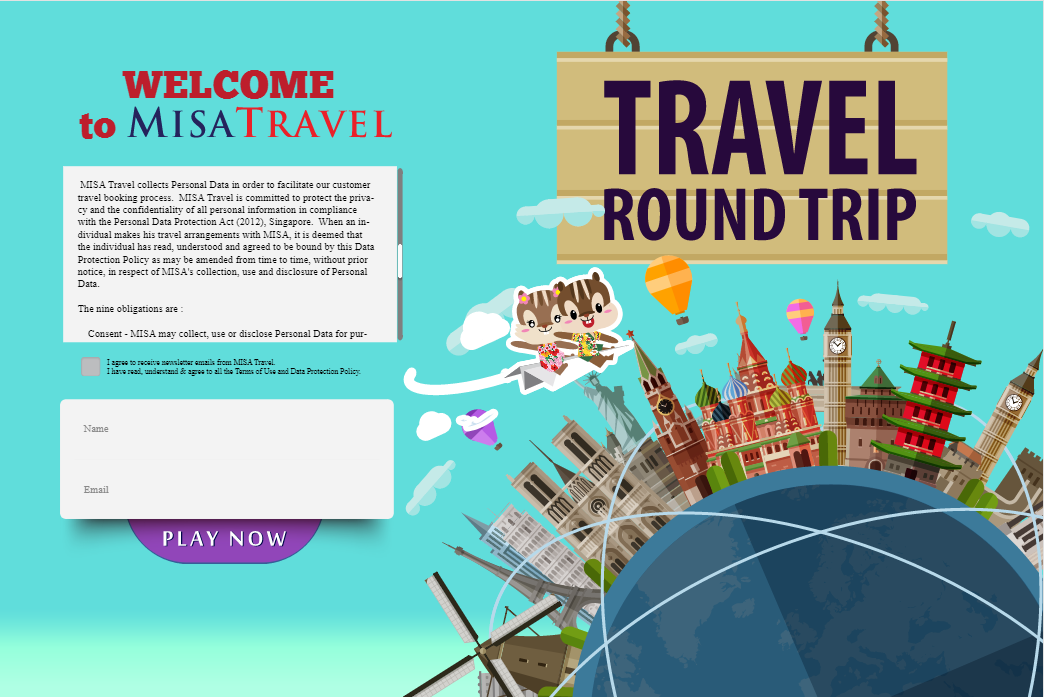 WELCOME
to MISATRAVEL
MISA Travel collects Personal Data in order to facilitate our customer
travel booking process.  MISA Travel is committed to protect the priva-
cy and the confidentiality of all personal information in compliance
with the Personal Data Protection Act (2012), Singapore.  When an in-
dividual makes his travel arrangements with MISA, it is deemed that
the individual has read, understood and agreed to be bound by this Data
Protection Policy as may be amended from time to time, without prior
notice, in respect of MISA's collection, use and disclosure of Personal
Data.
The nine obligations are :
Consent - MISA may collect, use or disclose Personal Data for pur-
I agree to receive newsletter emails from MISA Travel.
I have read, understand & agree to all the Terms of Use and Data Protection Policy.
Name
Email
PLAY NOW
TRAVEL
ROUND TRIP